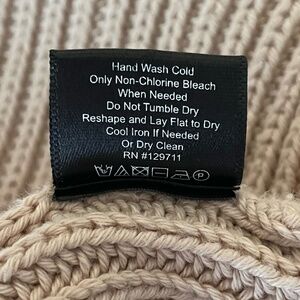 Hand Wash Cold
Only Non-Chlorine Bleach
When Needed
Do Not Tumble Dry
Reshape and Lay Flat to Dry
Cool Iron If Needed
Or Dry Clean
RN #129711
P